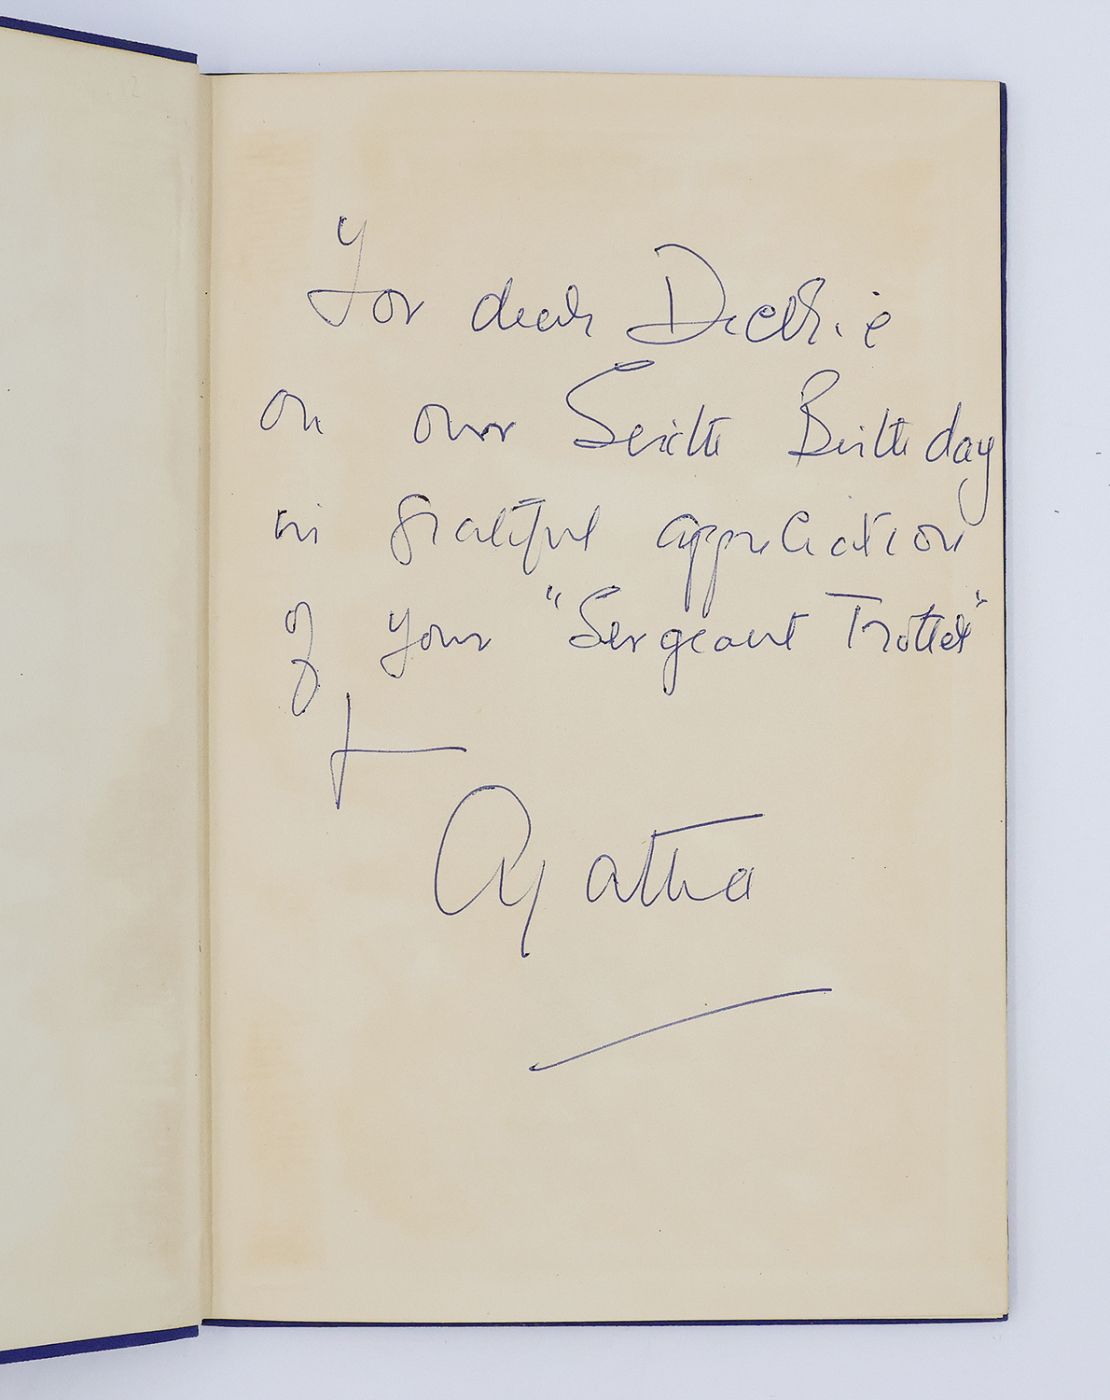 For dear Dickie
on our Sixth Birthday
in grateful appreciation
of your "Sergeant Trotter"
Agatha